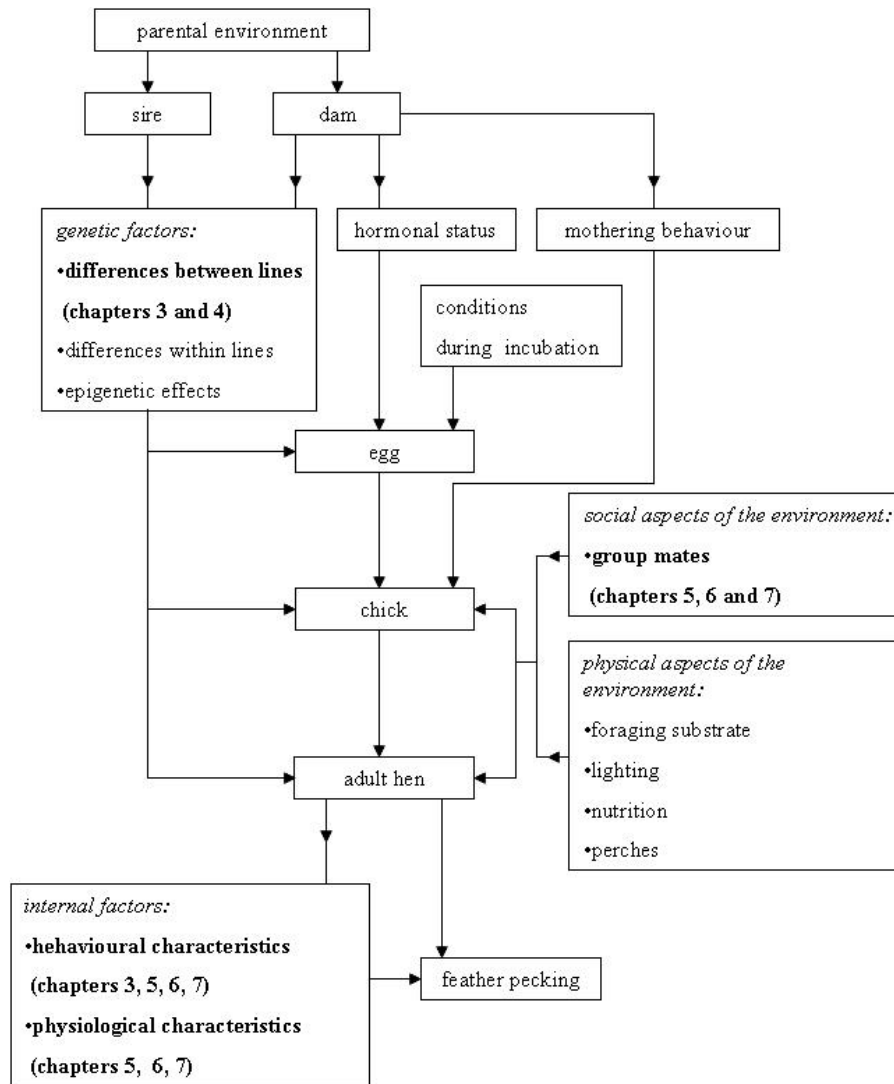 parental environment
sire
dam
genetic factors:
•differences between lines
(chapters 3 and 4)
•differences within lines
•epigenetic effects
hormonal status
mothering behaviour
conditions
during incubation
egg
social aspects of the environment:
•group mates
(chapters 5, 6 and 7)
chick
physical aspects of the
environment:
•foraging substrate
•lighting
•nutrition
•perches
adult hen
internal factors:
•hehavioural characteristics
(chapters 3, 5, 6, 7)
•physiological characteristics
(chapters 5, 6, 7)
feather pecking